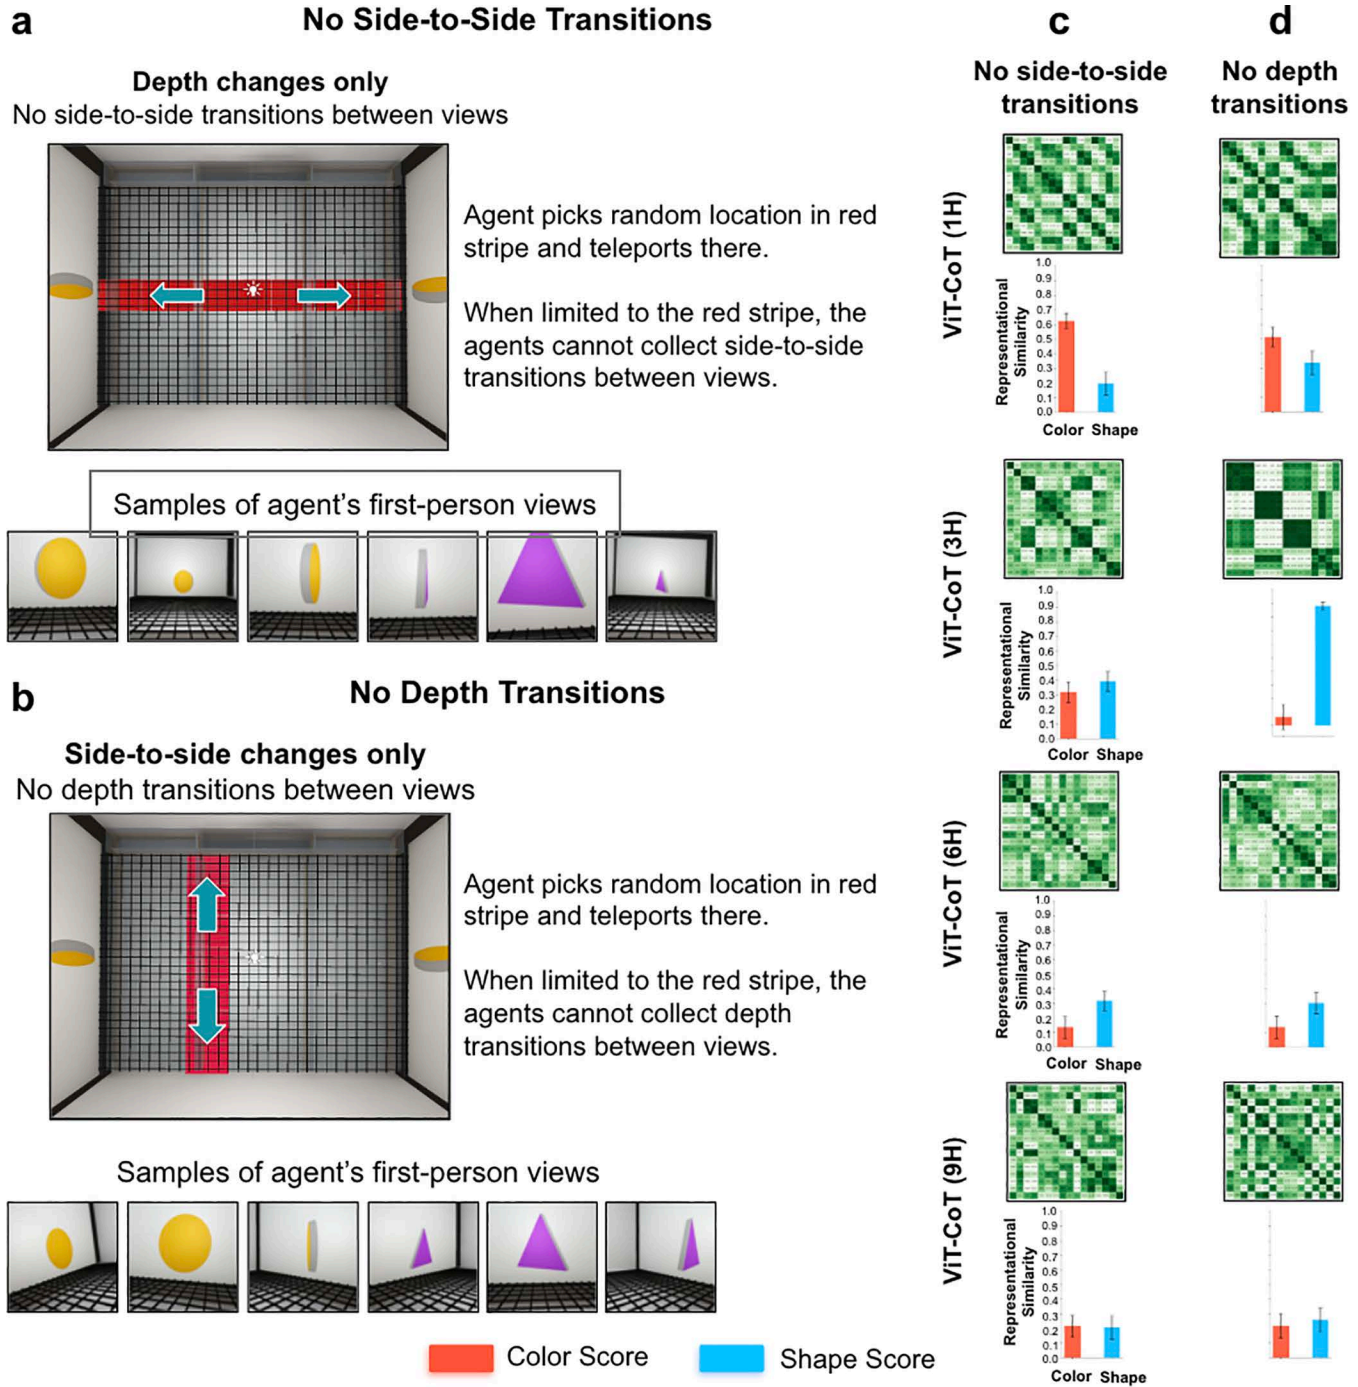 a
No Side-to-Side Transitions
Depth changes only
No side-to-side transitions between views
Agent picks random location in red
stripe and teleports there.
When limited to the red stripe, the
agents cannot collect side-to-side
transitions between views.
Samples of agent's first-person views
b
No Depth Transitions
Side-to-side changes only
No depth transitions between views
Agent picks random location in red
stripe and teleports there.
When limited to the red stripe, the
agents cannot collect depth
transitions between views.
Samples of agent's first-person views
Color Score
Shape Score
c
No side-to-side
transitions
d
No depth
transitions
ViT-CoT (1H)
Representational
Similarity
1.0
0.9
0.8
0.7
0.6
0.5
0.4
0.3
0.2
0.1
0.0
Color Shape
ViT-CoT (3H)
Representational
Similarity
1.0
0.9
0.8
0.7
0.6
0.5
0.4
0.3
0.2
0.1
0.0
Color Shape
ViT-CoT (6H)
Representational
Similarity
1.0
0.9
0.8
0.7
0.6
0.5
0.4
0.3
0.2
0.1
0.0
Color Shape
ViT-CoT (9H)
Representational
Similarity
1.0
0.9
0.8
0.7
0.6
0.5
0.4
0.3
0.2
0.1
0.0
Color Shape